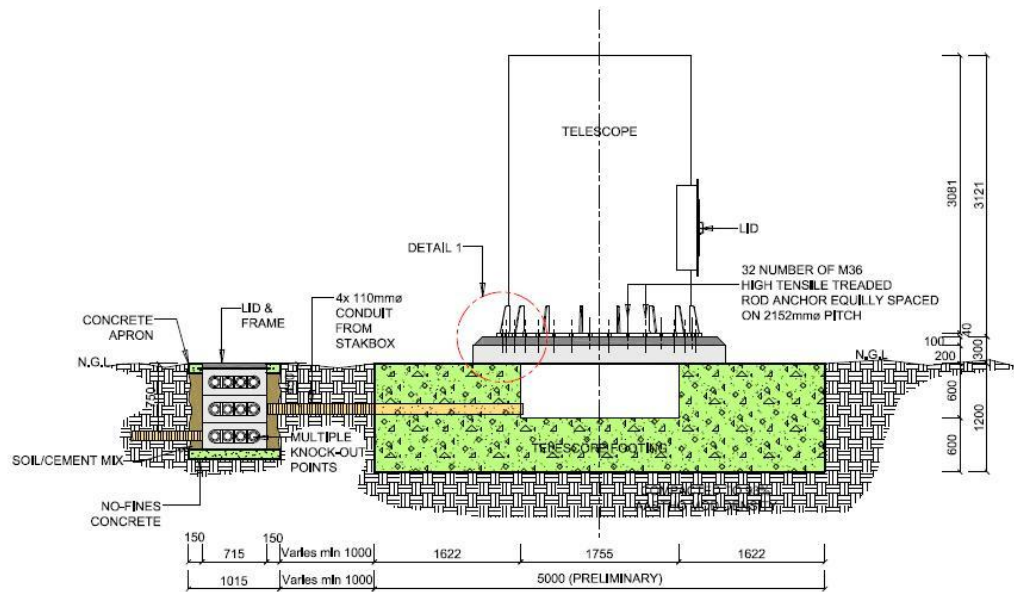 TELESCOPE
3081
3121
LID
DETAIL 1
32 NUMBER OF M36
HIGH TENSILE TREADED
ROD ANCHOR EQUILLY SPACED
ON 2152mmø PITCH
4x 110mmø
CONDUIT
FROM
STAKBOX
LID &
FRAME
CONCRETE
APRON
N.G.L
N.G.L
100
40
200
300
750
600
1200
600
MULTIPLE
KNOCK-OUT
POINTS
TELESCOPE FOOTING
SOIL/CEMENT MIX
NO-FINES
CONCRETE
COMPACTED TO
150
715
150
Varies min 1000
1622
1755
1622
1015
Varies min 1000
5000 (PRELIMINARY)